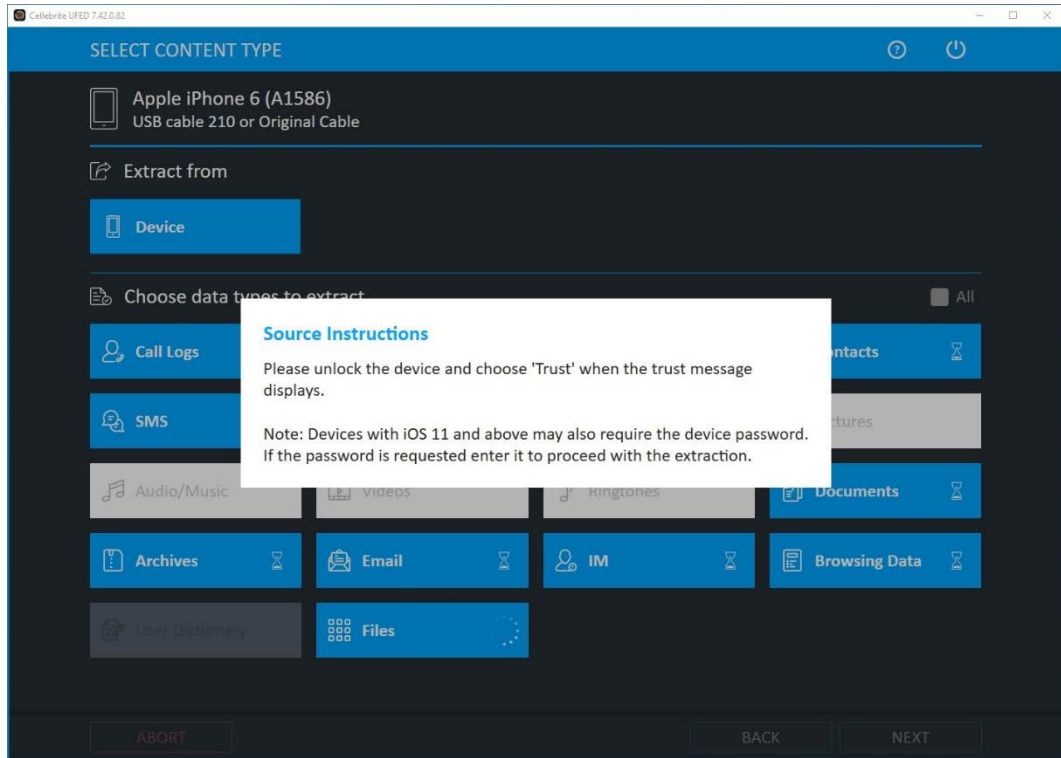 Cellebrite UFED 7.42.0.82
SELECT CONTENT TYPE
Apple iPhone 6 (A1586)
USB cable 210 or Original Cable
Extract from
Device
Choose data types to extract
All
Call Logs
ntacts
Source Instructions
Please unlock the device and choose 'Trust' when the trust message
displays.
Note: Devices with iOS 11 and above may also require the device password.
If the password is requested enter it to proceed with the extraction.
SMS
ctures
Audio/Music
Videos
Ringtones
Documents
Archives
Email
IM
Browsing Data
User Dictionary
Files
ABORT
BACK
NEXT